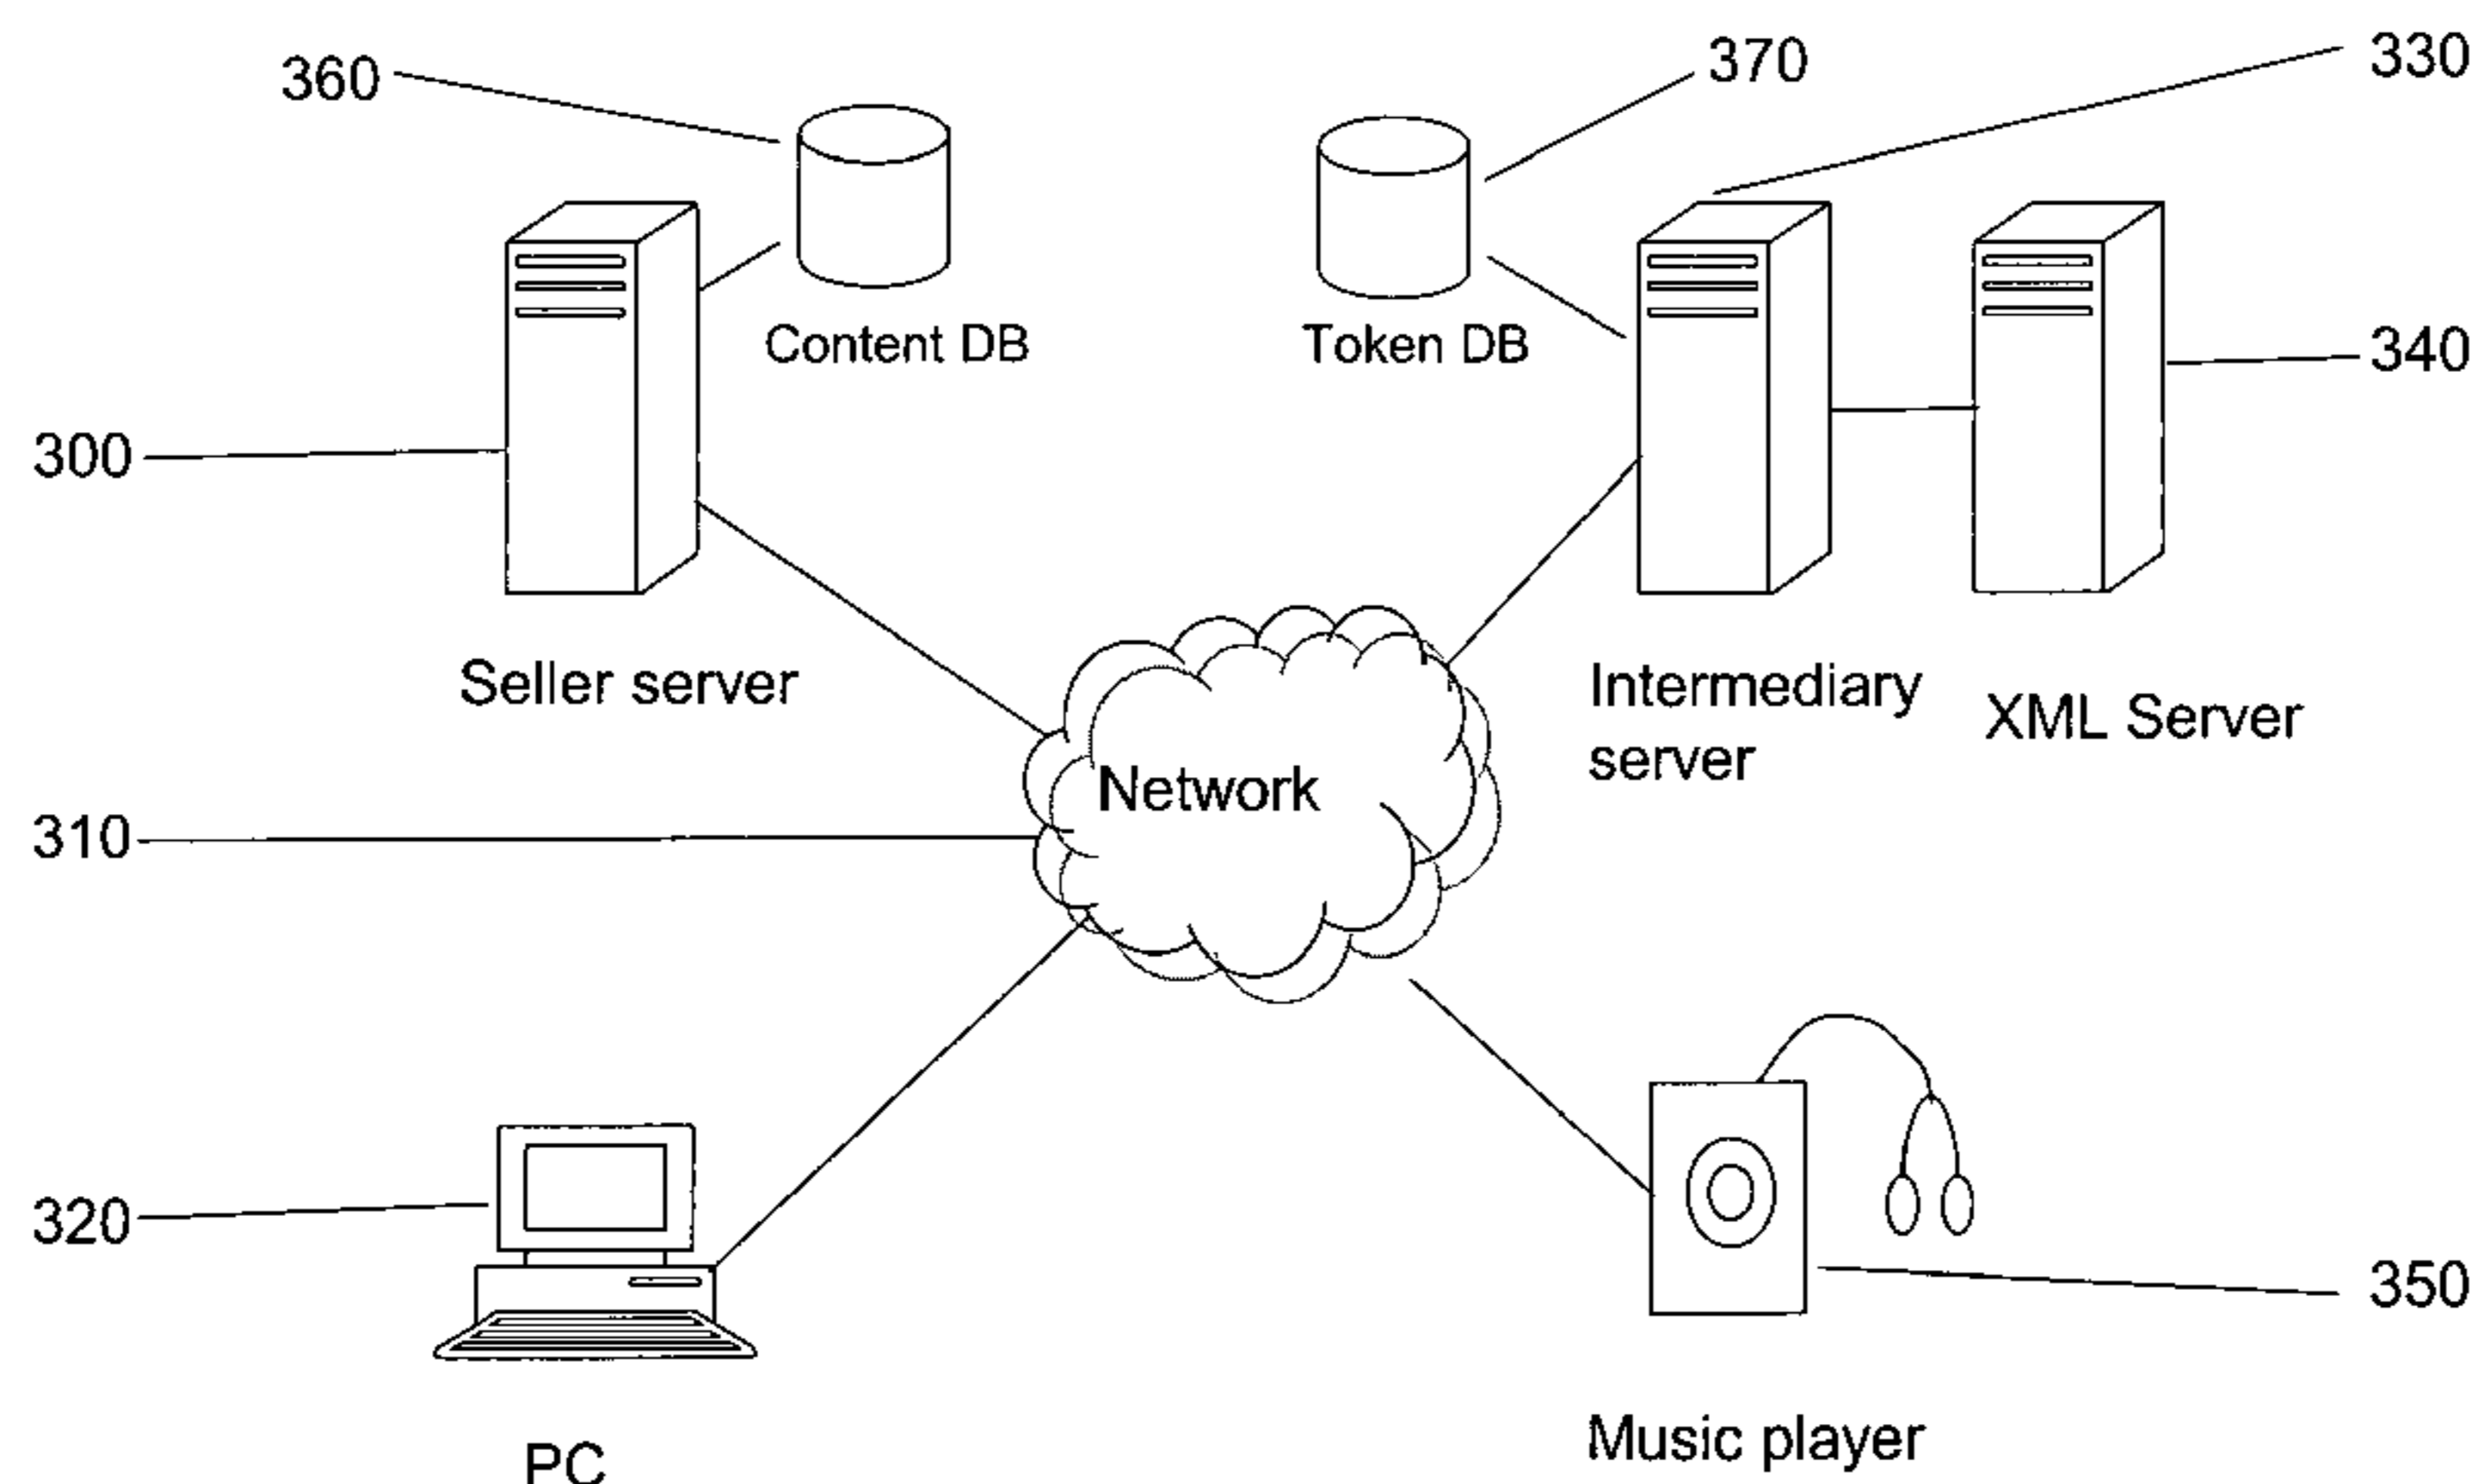 360
370
330
Content DB
Token DB
340
300
Seller server
Intermediary
server
XML Server
Network
310
320
350
PC
Music player